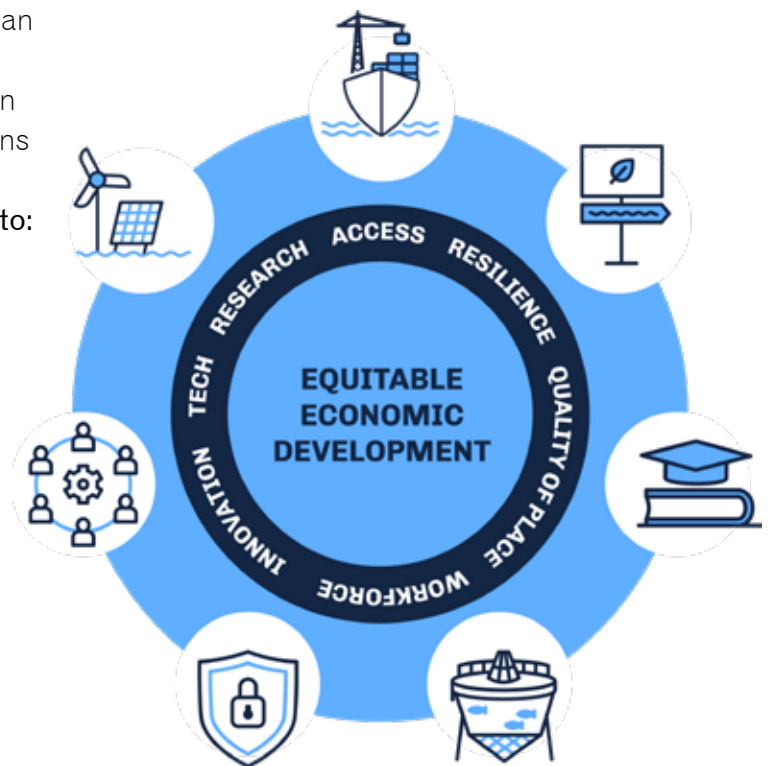 an
n
ns
to:
ACCESS
RESILIENCE
QUALITY OF PLACE
WORKFORCE
INNOVATION
TECH
RESEARCH
EQUITABLE
ECONOMIC
DEVELOPMENT